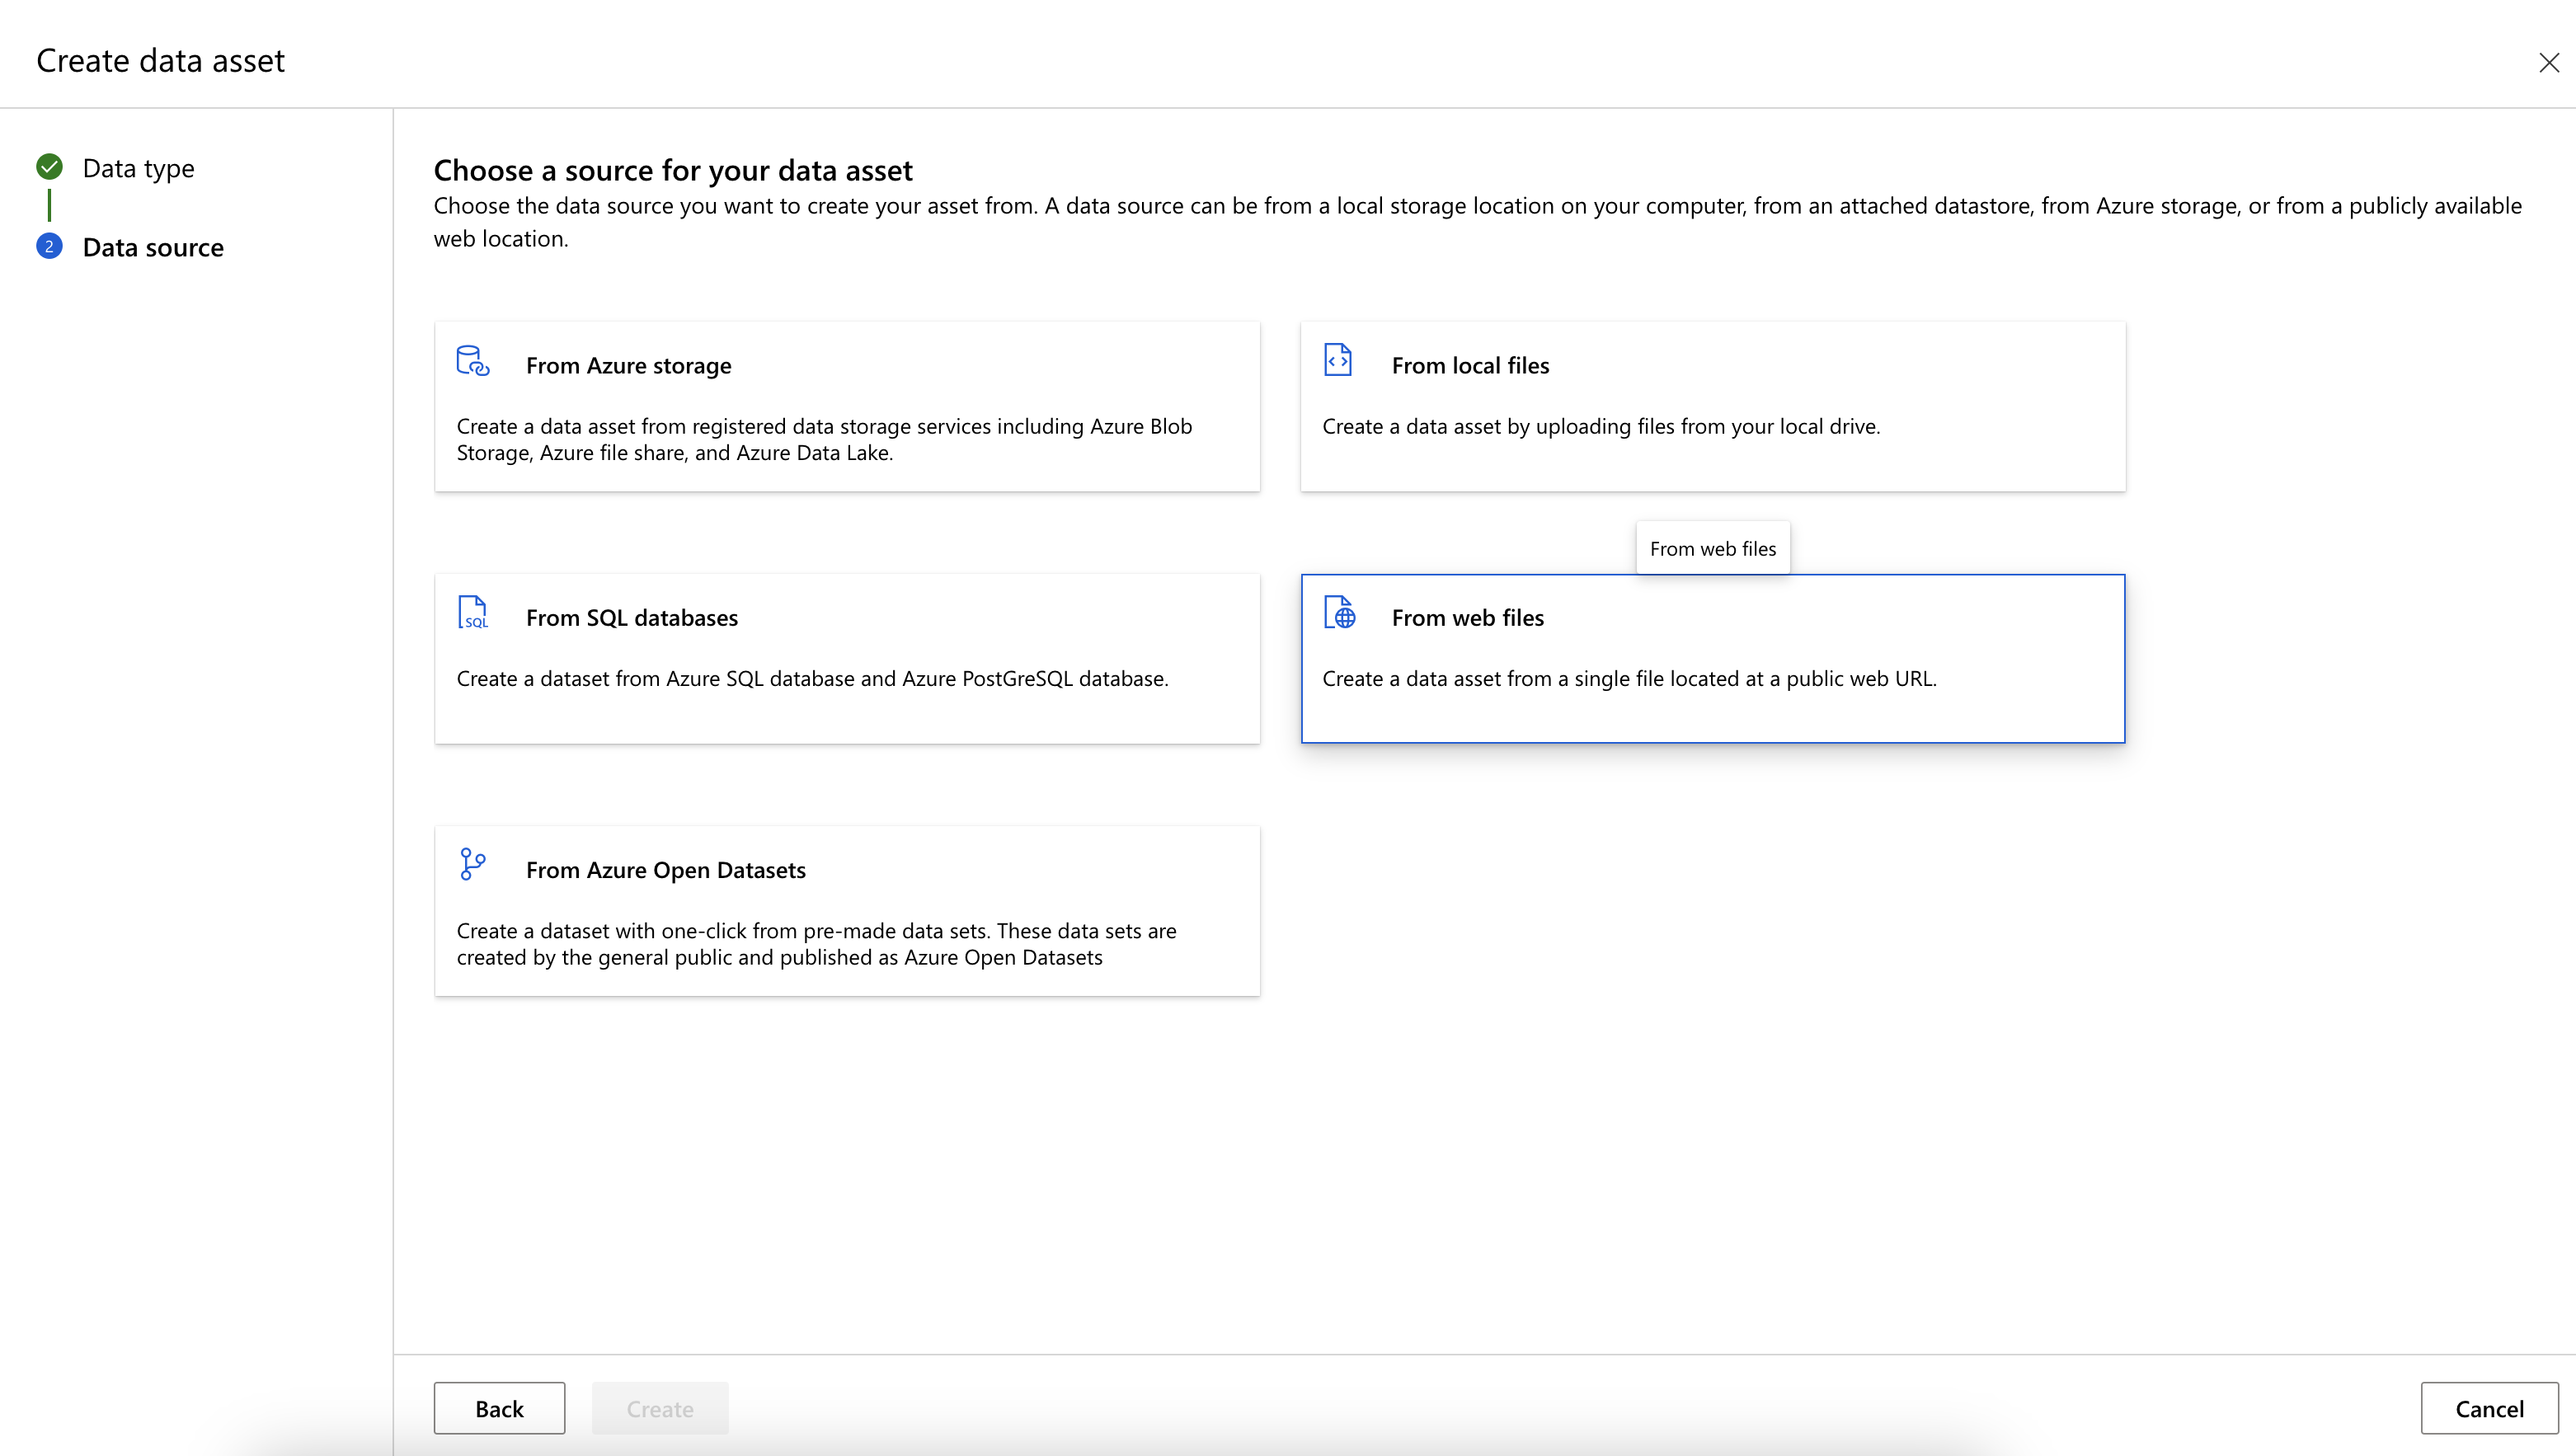 Create data asset
Data type
2
Data source
Choose a source for your data asset
Choose the data source you want to create your asset from. A data source can be from a local storage location on your computer, from an attached datastore, from Azure storage, or from a publicly available
web location.
From Azure storage
Create a data asset from registered data storage services including Azure Blob
Storage, Azure file share, and Azure Data Lake.
From local files
Create a data asset by uploading files from your local drive.
From web files
SQL
From SQL databases
Create a dataset from Azure SQL database and Azure PostGreSQL database.
From web files
Create a data asset from a single file located at a public web URL.
From Azure Open Datasets
Create a dataset with one-click from pre-made data sets. These data sets are
created by the general public and published as Azure Open Datasets
Back
Create
Cancel